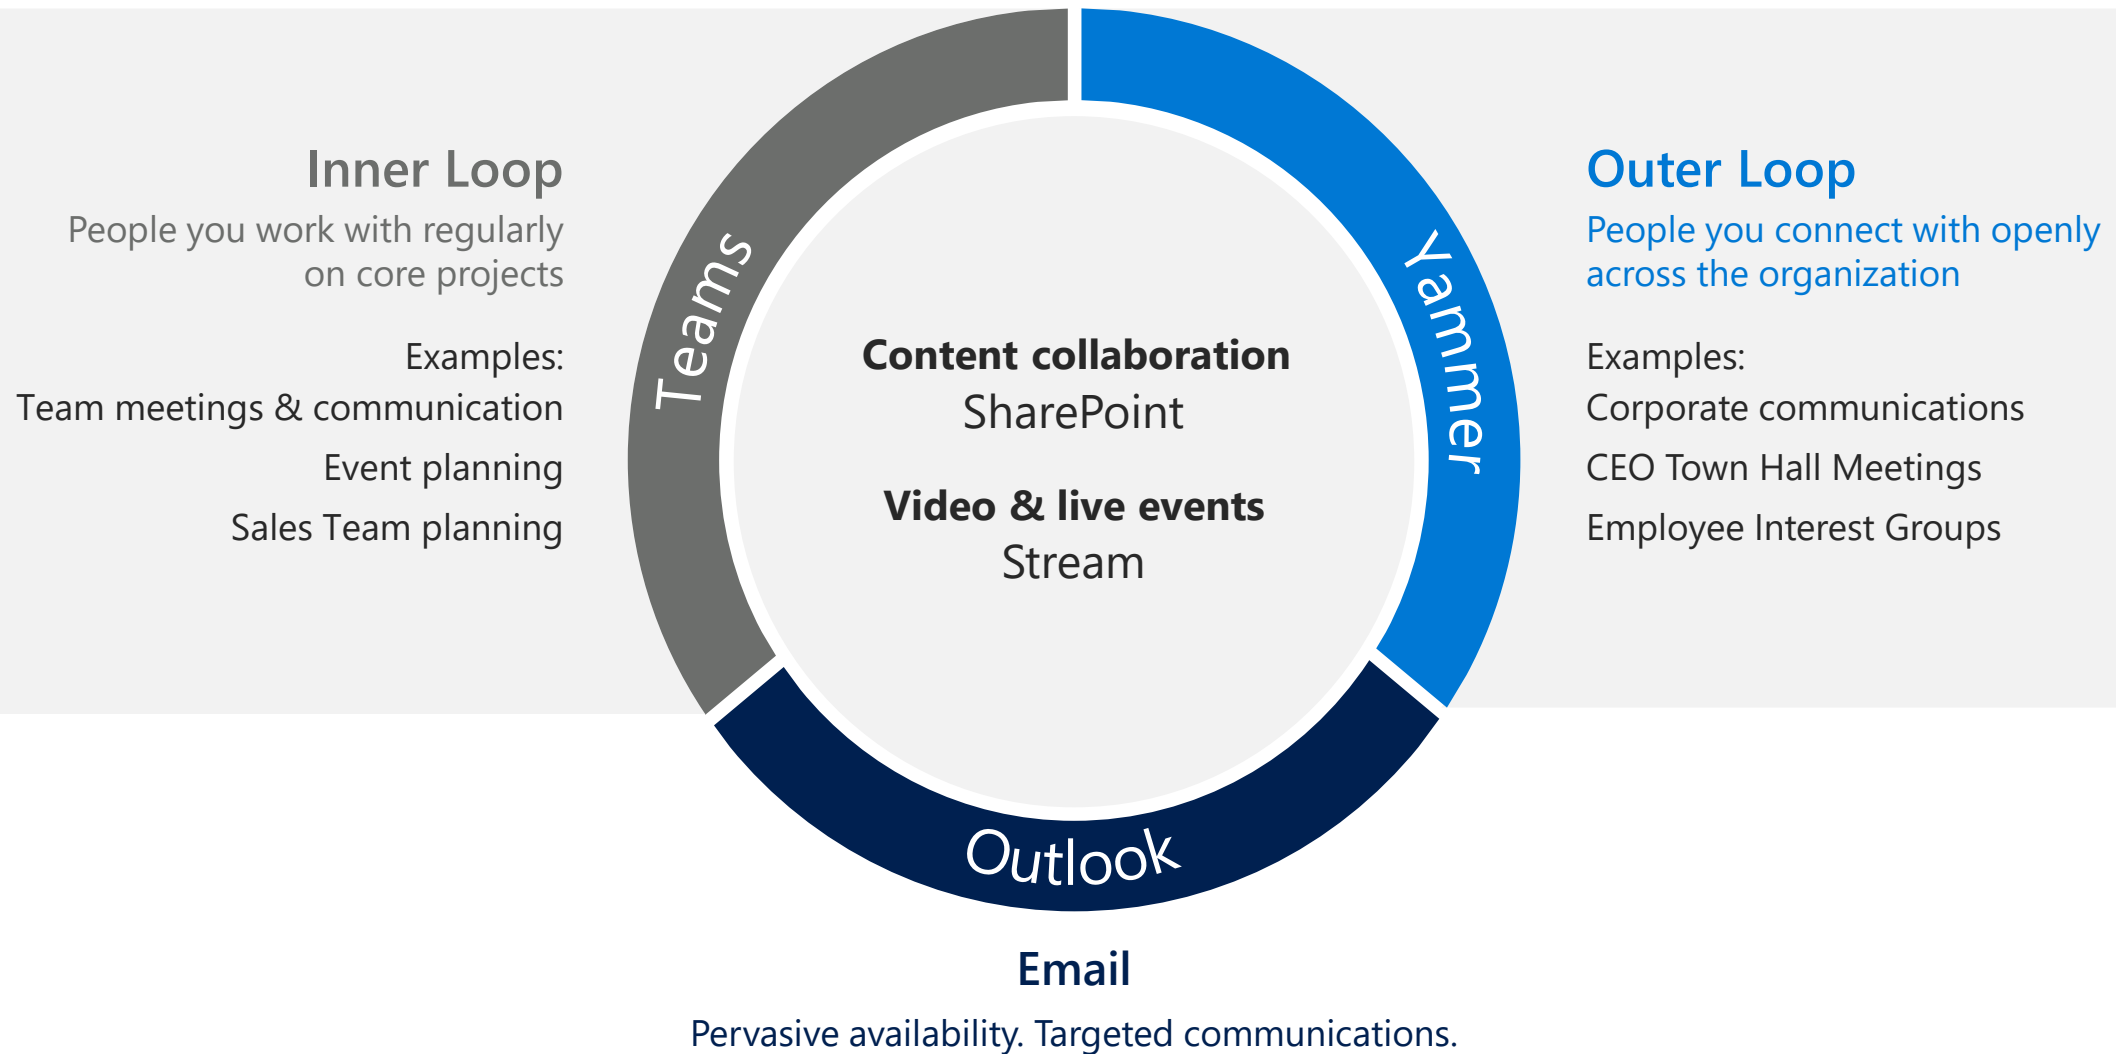 Inner Loop
People you work with regularly
on core projects
Examples:
Team meetings & communication
Event planning
Sales Team planning
Teams
Content collaboration
SharePoint
Video & live events
Stream
Yammer
Outer Loop
People you connect with openly
across the organization
Examples:
Corporate communications
CEO Town Hall Meetings
Employee Interest Groups
Outlook
Email
Pervasive availability. Targeted communications.